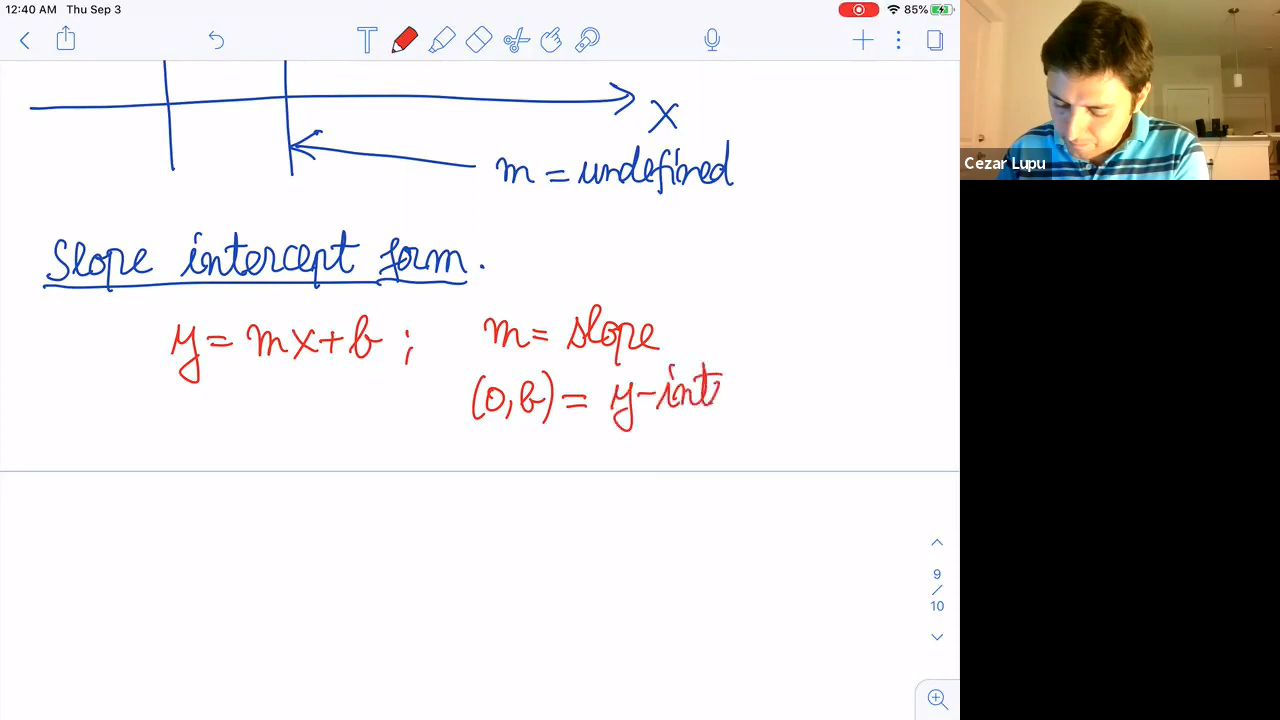 12:40 AM Thu Sep 3
85%
T
x
m = undefined
Cezar Lupu
Slope intercept form.
y = mx + b ; m = slope
(0, b) = y-int
9
/
10